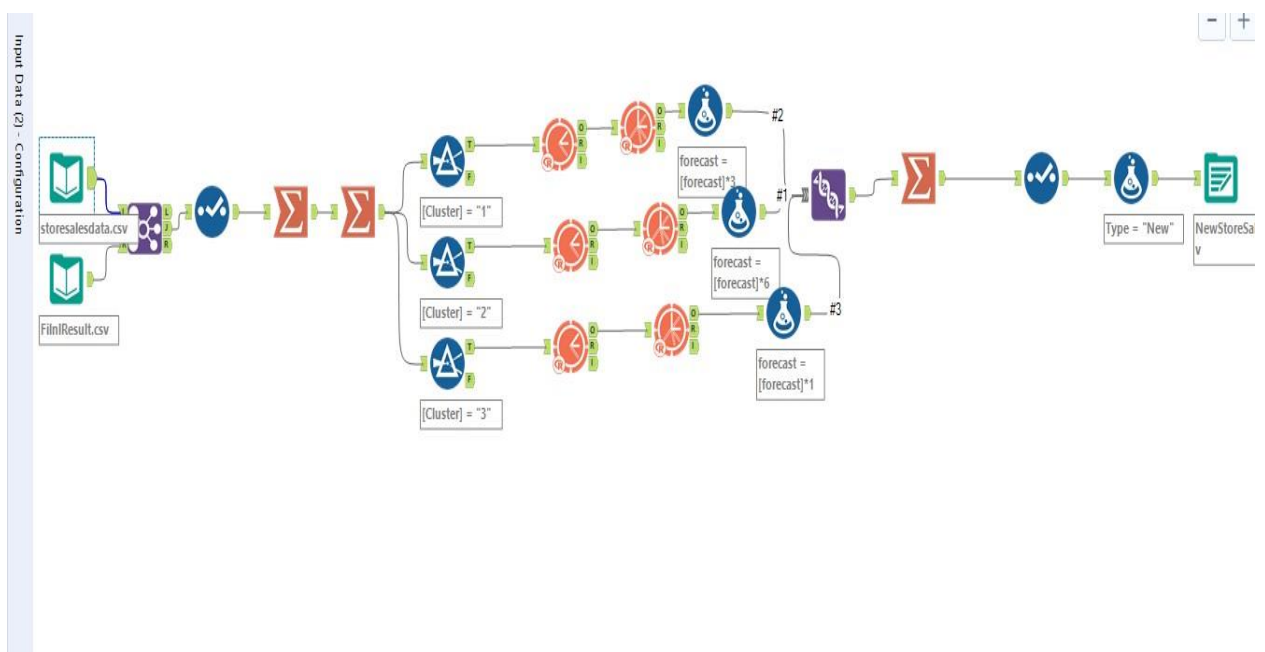 Input Data (2) - Configuration
- +
storesalesdata.csv
FilnlResult.csv
L
J
R
[Cluster] = "1"
[Cluster] = "2"
[Cluster] = "3"
T
F
T
F
T
F
O
R
I
O
R
I
O
R
I
O
R
I
O
R
I
O
R
I
forecast =
[forecast]*3
forecast =
[forecast]*6
forecast =
[forecast]*1
#2
#1
#3
Type = "New"
NewStoreSal
v